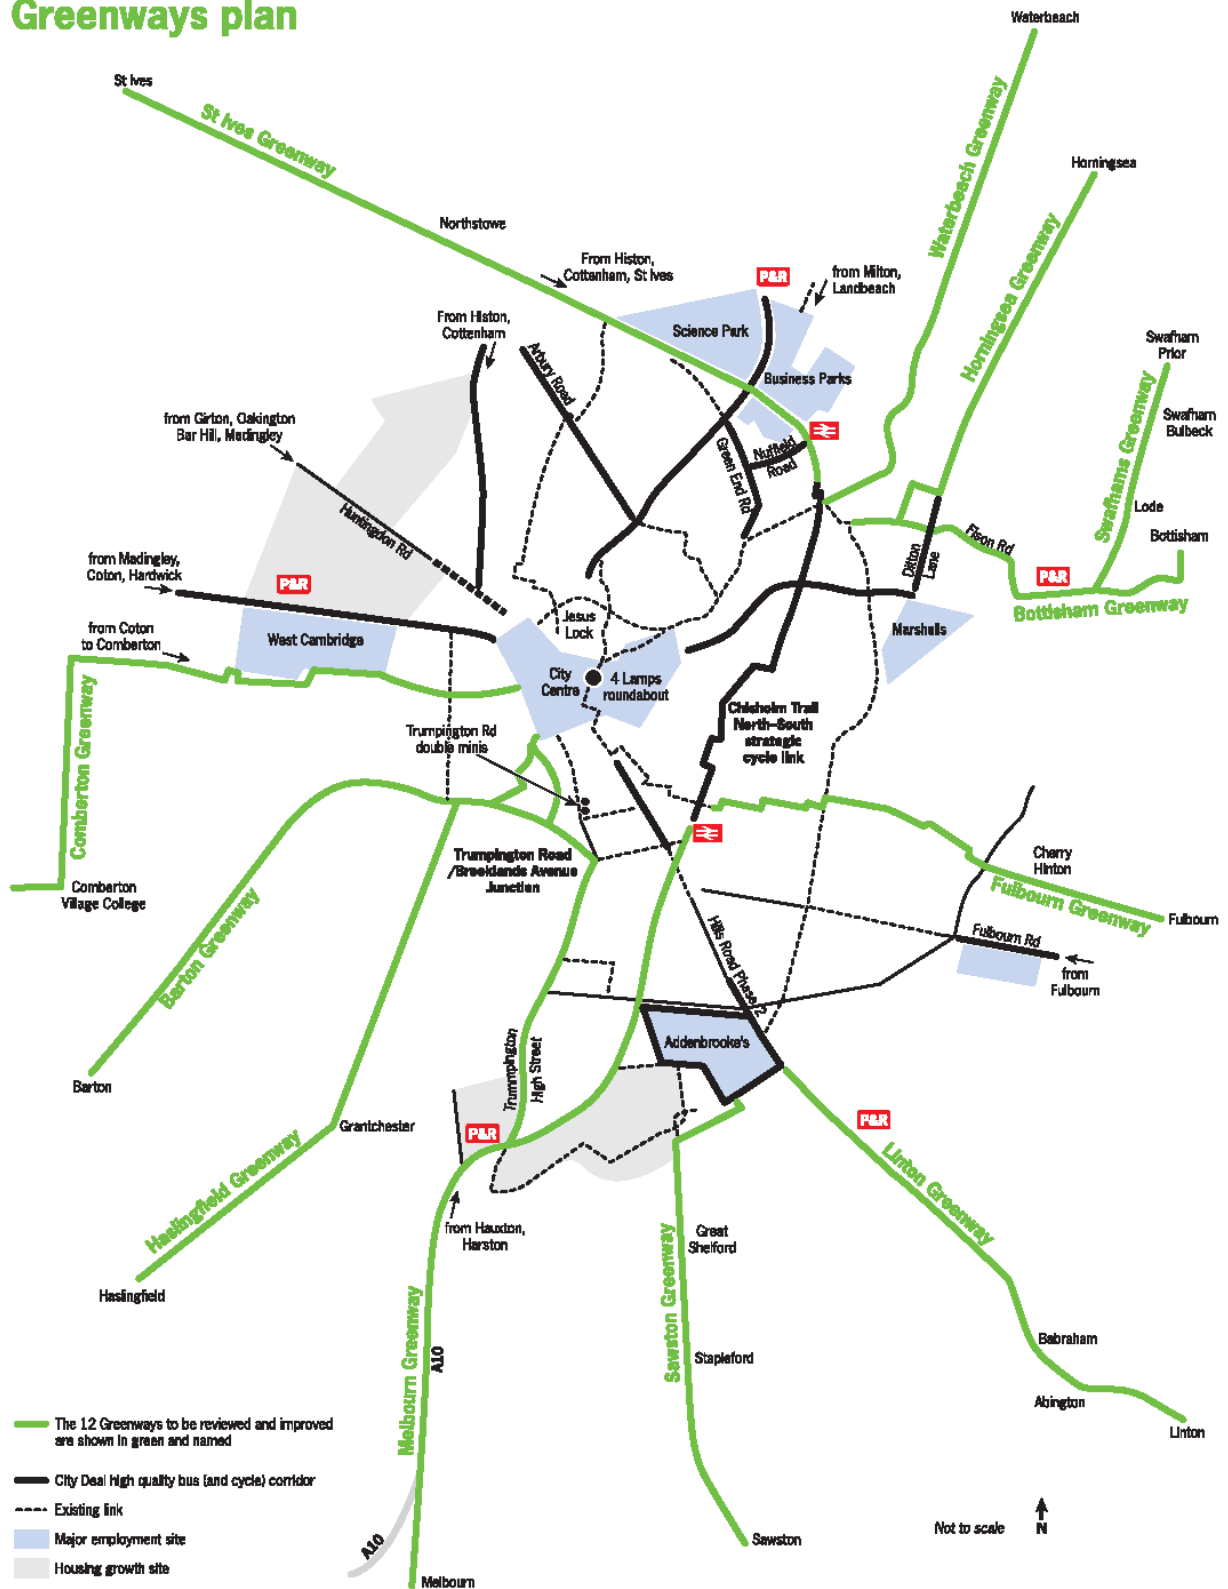 Greenways plan
Waterbeach
St Ives
St Ives Greenway
Waterbeach Greenway
Horningsea
Horningsea Greenway
Northstowe
From Histon,
Cottenham, St Ives
P&R
from Milton,
Landbeach
From Histon,
Cottenham
Science Park
Arbury Road
Business Parks
Swafham
Prior
Swafhams Greenway
Swafham
Bulbeck
from Girton, Oakington
Bar Hill, Madingley
Green End Rd
Nuffield
Road
Huntingdon Rd
Lode
Bottisham
Fison Rd
Ditton
Lane
from Madingley,
Coton, Hardwick
P&R
P&R
Bottisham Greenway
Jesus
Lock
Marshalls
from Coton
to Comberton
West Cambridge
City
Centre
4 Lamps
roundabout
Comberton Greenway
Trumpington Rd
double minis
Chisholm Trail
North–South
strategic
cycle link
Trumpington Road
/Brooklands Avenue
Junction
Cherry
Hinton
Comberton
Village College
Fulbourn Greenway
Fulbourn
Barton Greenway
Hills Road Phase 2
Fulbourn Rd
from
Fulbourn
Addenbrooke's
Trummpington
High Street
Barton
Grantchester
P&R
P&R
Haslingfield Greenway
Linton Greenway
from Hauxton,
Harston
Great
Shelford
Sawston Greenway
Haslingfield
Melbourn Greenway
A10
Stapleford
Babraham
Abington
Linton
The 12 Greenways to be reviewed and improved
are shown in green and named
City Deal high quality bus (and cycle) corridor
Existing link
Major employment site
Housing growth site
A10
Melbourn
Sawston
Not to scale
N